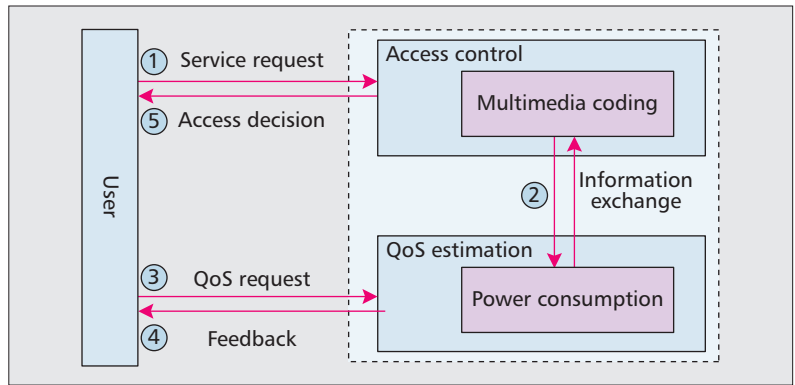 Access control
① Service request
Multimedia coding
⑤ Access decision
User
② Information
exchange
QoS estimation
③ QoS request
Power consumption
④ Feedback